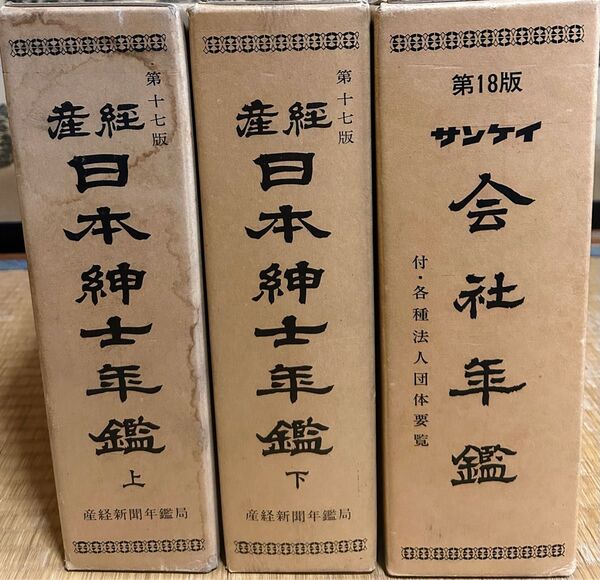 第十七版
産経
日本紳士年鑑
上
産経新聞年鑑局
第十七版
産経
日本紳士年鑑
下
産経新聞年鑑局
第18版
サンケイ
会社年鑑
付・各種法人団体要覧